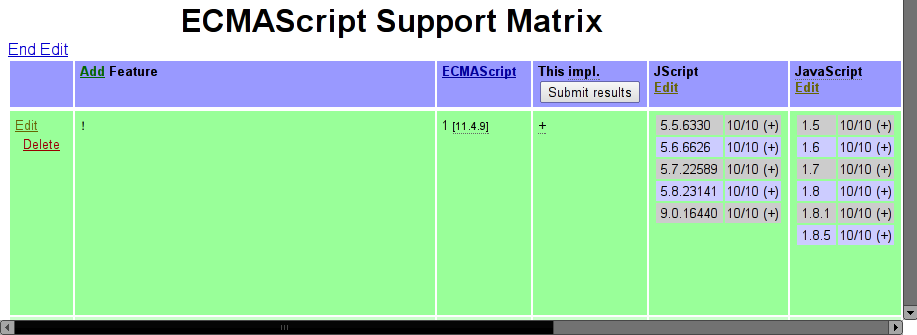 ECMAScript Support Matrix
End Edit
Add Feature ECMAScript This impl. JScript JavaScript
Submit results Edit Edit
Edit ! 1 [11.4.9] + 5.5.6330 10/10 (+) 1.5 10/10 (+)
Delete 5.6.6626 10/10 (+) 1.6 10/10 (+)
5.7.22589 10/10 (+) 1.7 10/10 (+)
5.8.23141 10/10 (+) 1.8 10/10 (+)
9.0.16440 10/10 (+) 1.8.1 10/10 (+)
1.8.5 10/10 (+)